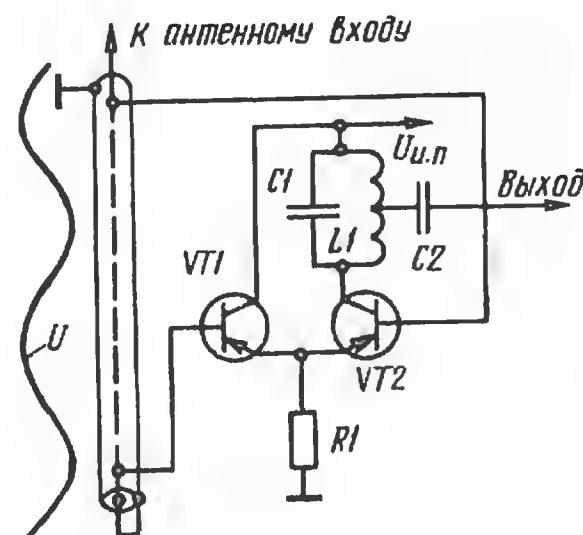 К антенному входу
Uи.п
C1
Выход
L1
C2
VT1
U
VT2
R1